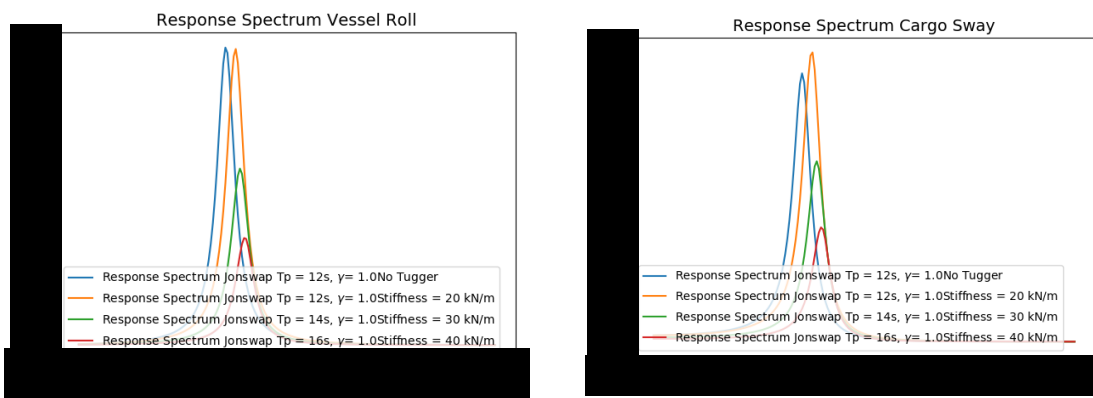 Response Spectrum Vessel Roll
Response Spectrum Jonswap Tp = 12s, γ= 1.0No Tugger
Response Spectrum Jonswap Tp = 12s, γ= 1.0Stiffness = 20 kN/m
Response Spectrum Jonswap Tp = 14s, γ= 1.0Stiffness = 30 kN/m
Response Spectrum Jonswap Tp = 16s, γ= 1.0Stiffness = 40 kN/m
Response Spectrum Cargo Sway
Response Spectrum Jonswap Tp = 12s, γ= 1.0No Tugger
Response Spectrum Jonswap Tp = 12s, γ= 1.0Stiffness = 20 kN/m
Response Spectrum Jonswap Tp = 14s, γ= 1.0Stiffness = 30 kN/m
Response Spectrum Jonswap Tp = 16s, γ= 1.0Stiffness = 40 kN/m